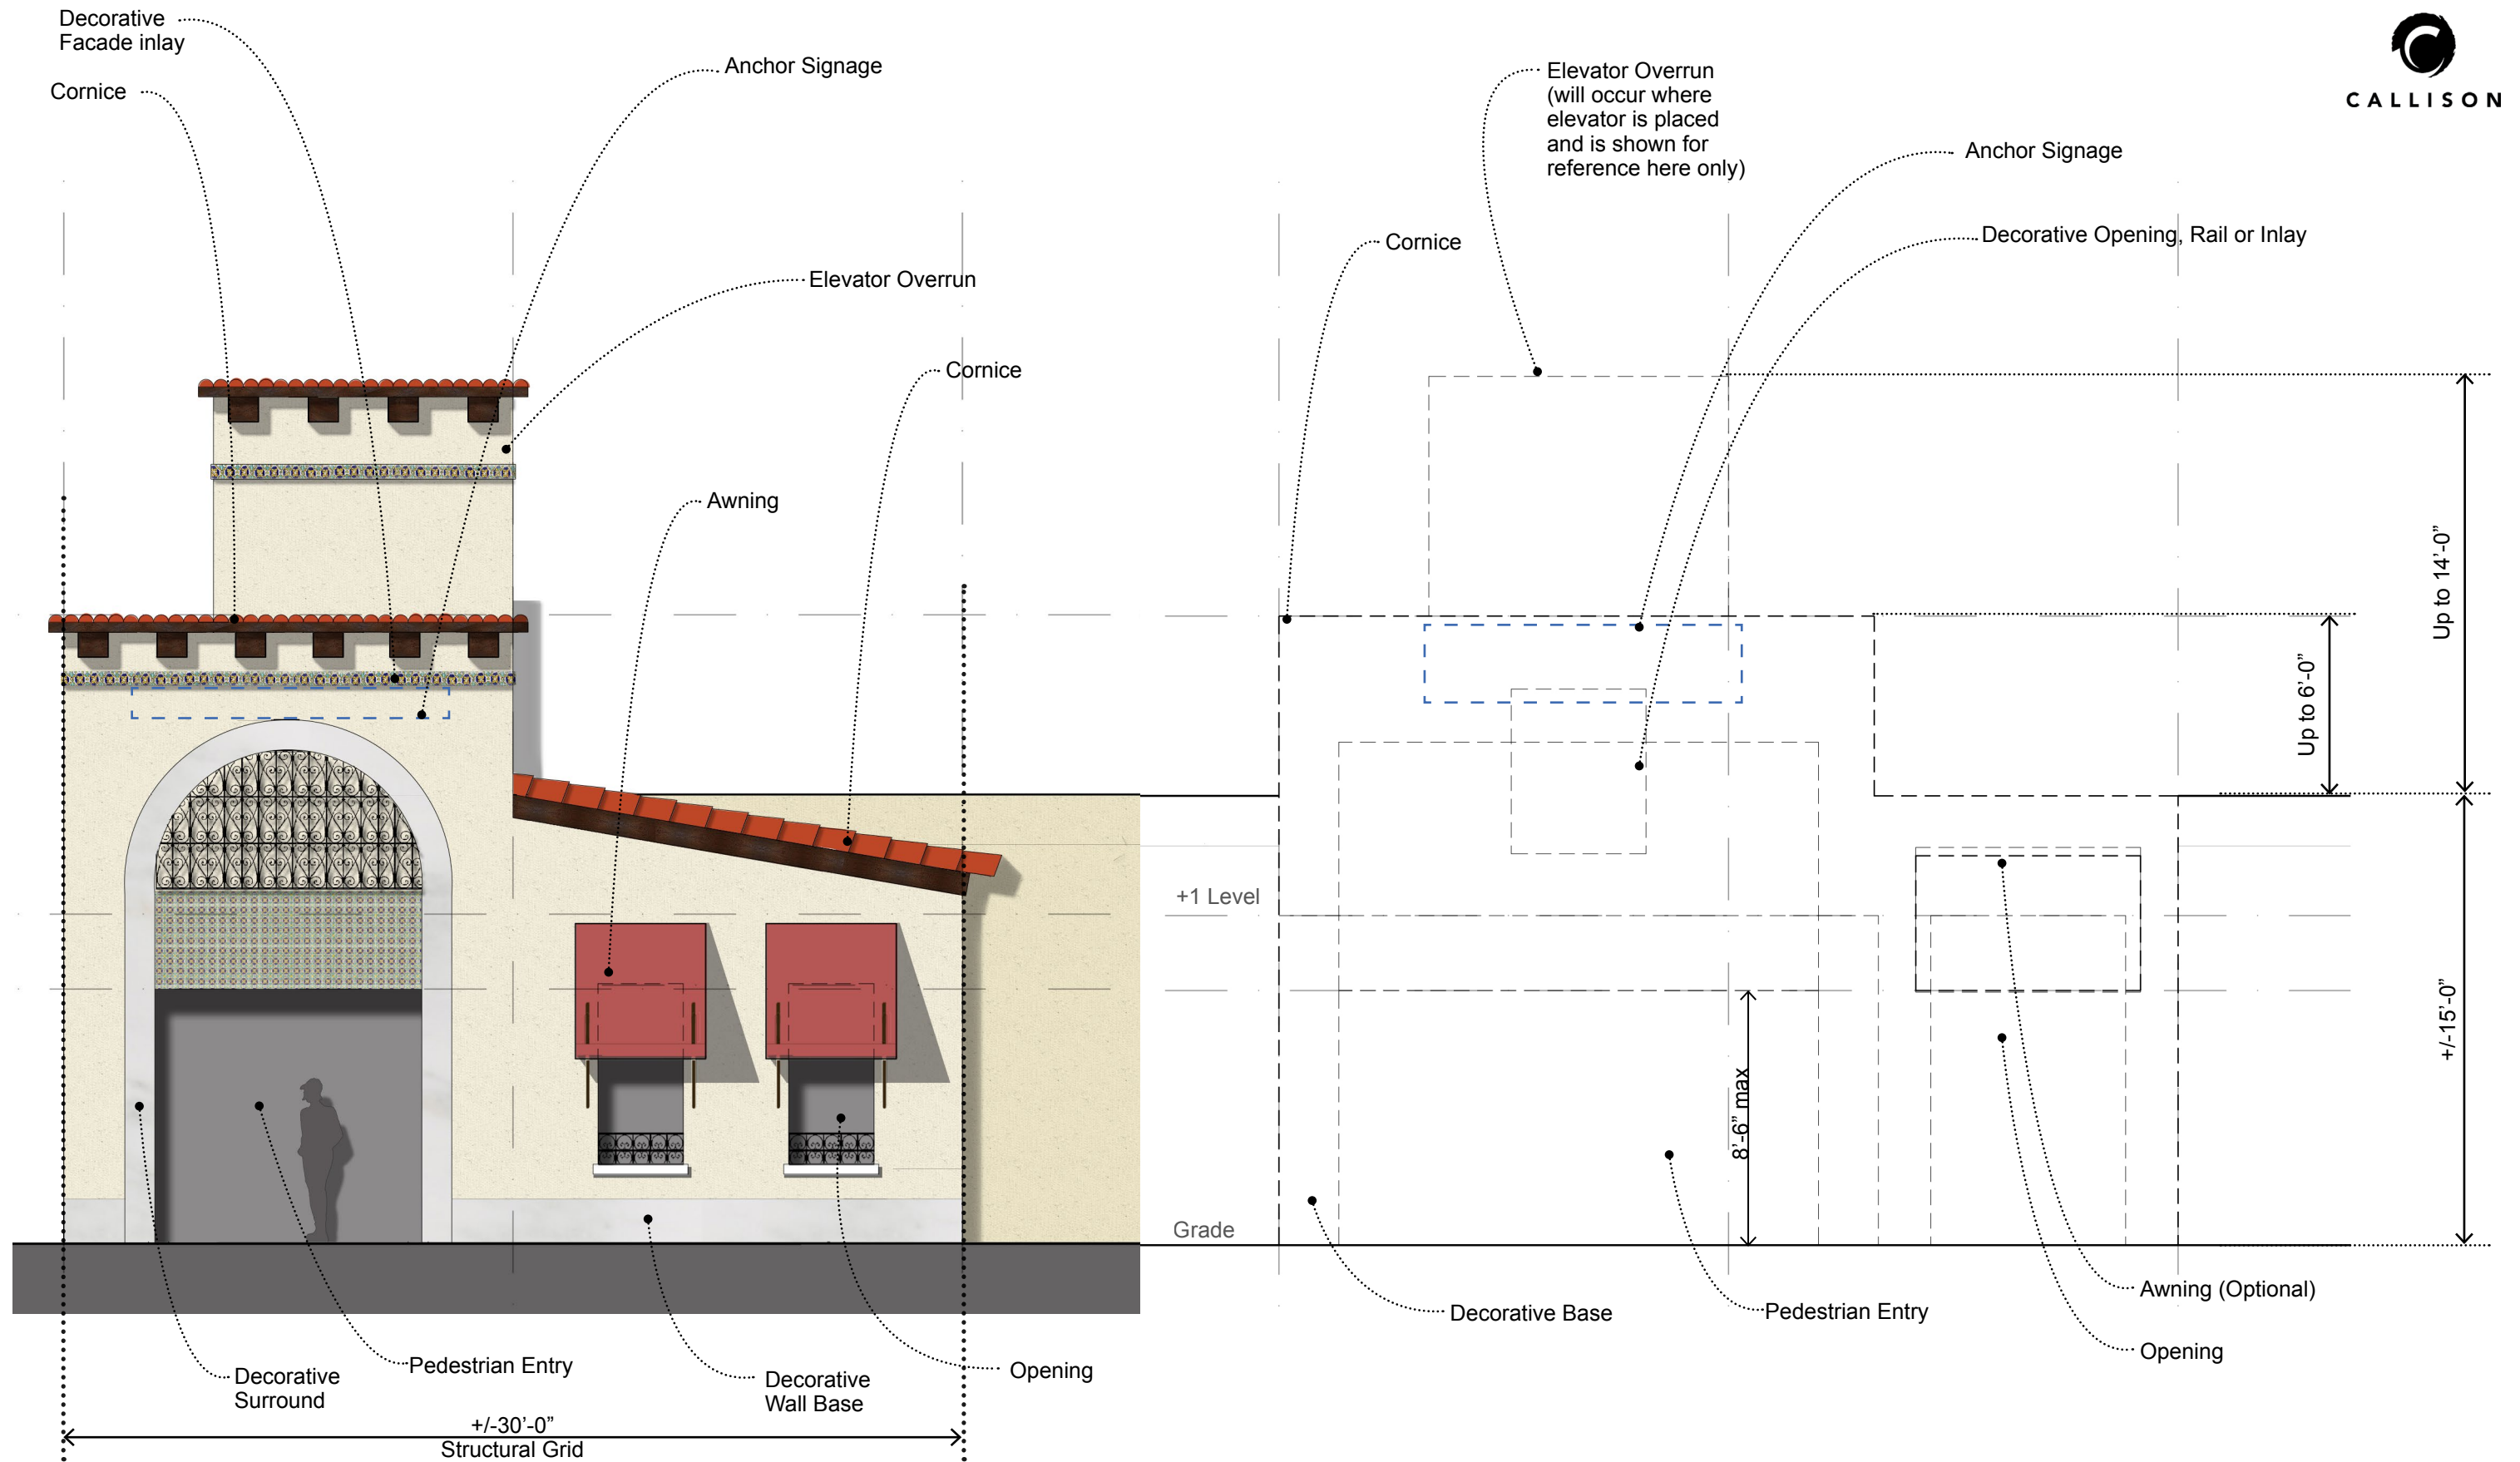 Decorative
Facade inlay
Cornice
Anchor Signage
Elevator Overrun
Cornice
Awning
Decorative
Surround
Pedestrian Entry
Decorative
Wall Base
Opening
+/-30’-0”
Structural Grid
Elevator Overrun
(will occur where
elevator is placed
and is shown for
reference here only)
CALLISON
Anchor Signage
Cornice
Decorative Opening, Rail or Inlay
Up to 14’-0”
Up to 6’-0”
+1 Level
+/-15’-0”
8’-6” max
Grade
Decorative Base
Pedestrian Entry
Awning (Optional)
Opening